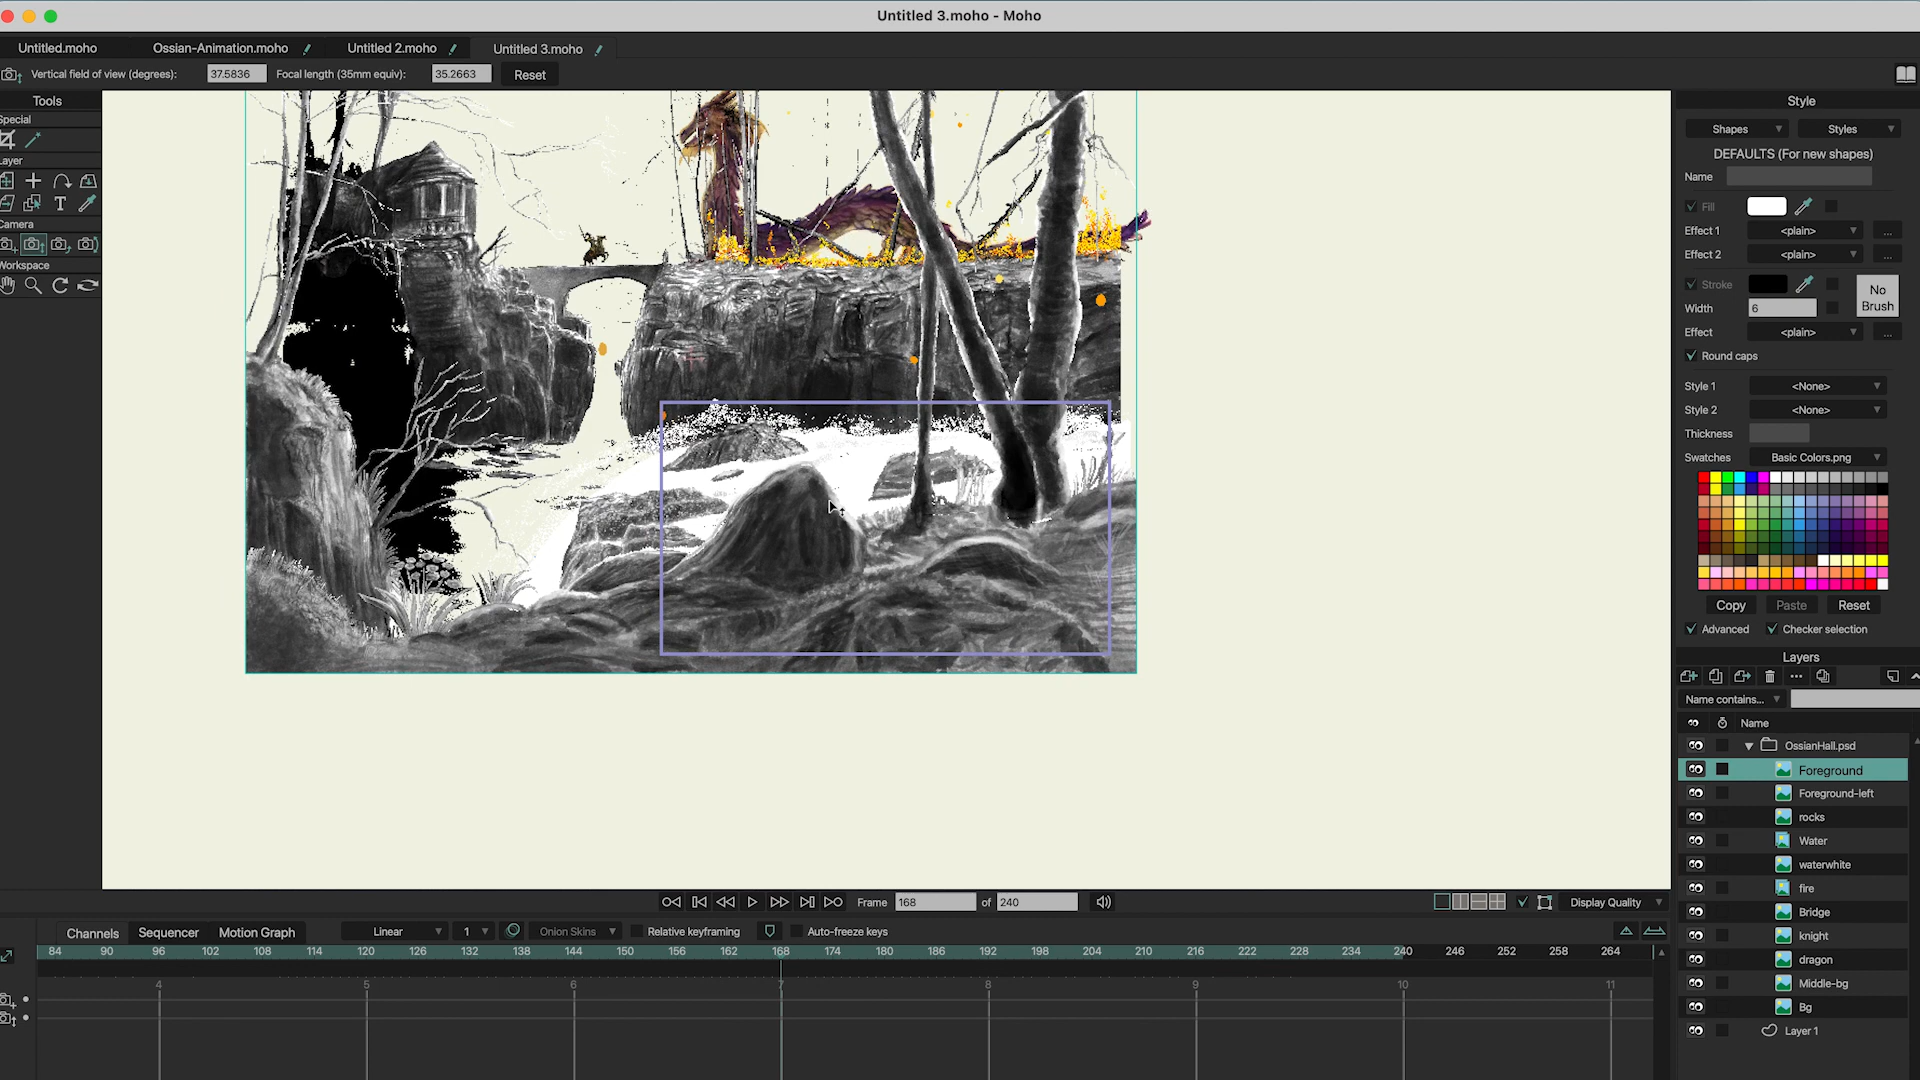 Untitled 3.moho - Moho
Untitled.moho
Ossian-Animation.moho
Untitled 2.moho
Untitled 3.moho
Vertical field of view (degrees):
37.5836
Focal length (35mm equiv):
35.2663
Reset
Tools
Special
Layer
Camera
Workspace
Style
Shapes
Styles
DEFAULTS (For new shapes)
Name
Fill
Effect 1
<plain>
...
Effect 2
<plain>
...
Stroke
No
Brush
Width
6
Effect
<plain>
...
Round caps
Style 1
<None>
Style 2
<None>
Thickness
Swatches
Basic Colors.png
Copy
Paste
Reset
Advanced
Checker selection
Layers
Name contains...
Name
OssianHall.psd
Foreground
Foreground-left
rocks
Water
waterwhite
fire
Bridge
knight
dragon
Middle-bg
Bg
Layer 1
Frame
168
of
240
Display Quality
Channels
Sequencer
Motion Graph
Linear
1
Onion Skins
Relative keyframing
Auto-freeze keys
84 90 96 102 108 114 120 126 132 138 144 150 156 162 168 174 180 186 192 198 204 210 216 222 228 234 240 246 252 258 264
4 5 6 7 8 9 10 11